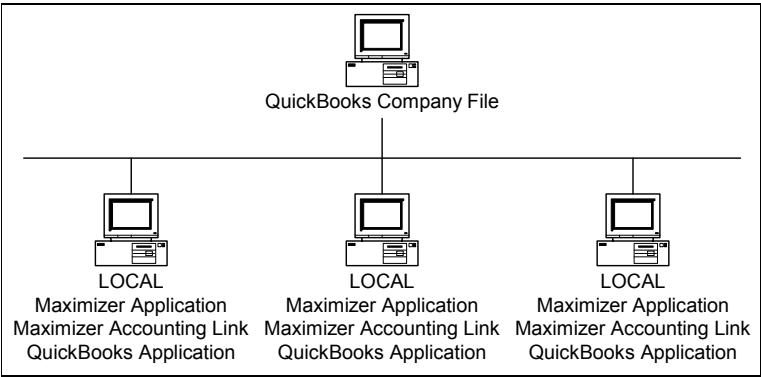 QuickBooks Company File
LOCAL
Maximizer Application
Maximizer Accounting Link
QuickBooks Application
LOCAL
Maximizer Application
Maximizer Accounting Link
QuickBooks Application
LOCAL
Maximizer Application
Maximizer Accounting Link
QuickBooks Application